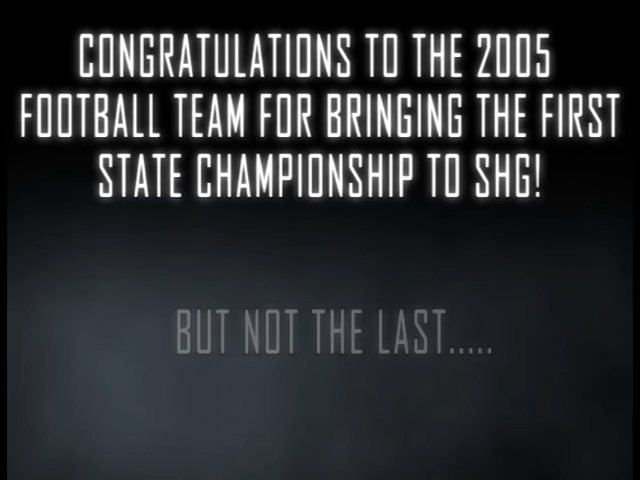 CONGRATULATIONS TO THE 2005
FOOTBALL TEAM FOR BRINGING THE FIRST
STATE CHAMPIONSHIP TO SHG!
BUT NOT THE LAST.....